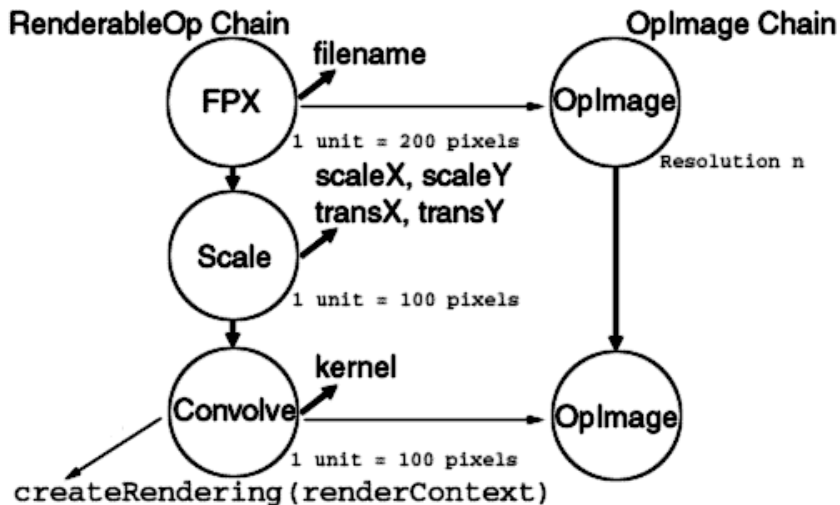 RenderableOp Chain
OpImage Chain
filename
FPX
OpImage
1 unit = 200 pixels
Resolution n
scaleX, scaleY
transX, transY
Scale
1 unit = 100 pixels
kernel
Convolve
OpImage
1 unit = 100 pixels
createRendering(renderContext)